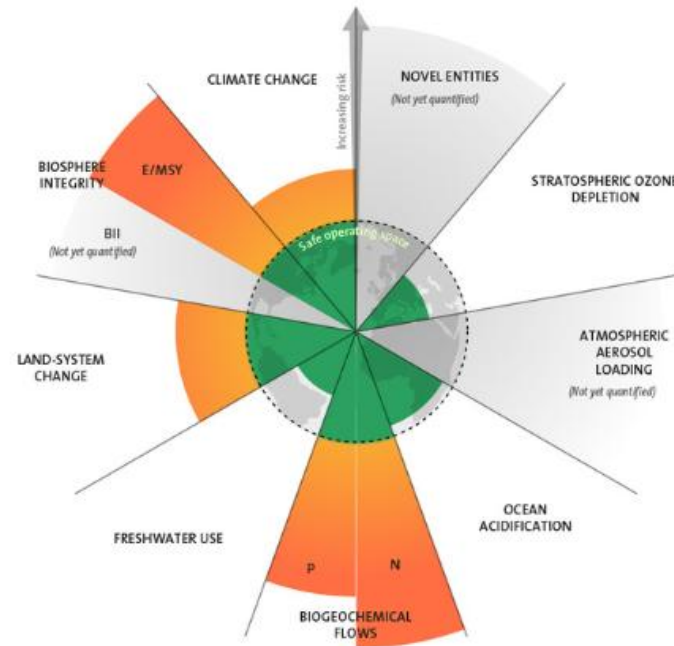 CLIMATE CHANGE
Increasing risk
NOVEL ENTITIES
(Not yet quantified)
STRATOSPHERIC OZONE
DEPLETION
ATMOSPHERIC
AEROSOL
LOADING
(Not yet quantified)
OCEAN
ACIDIFICATION
N
P
BIOGEOCHEMICAL
FLOWS
FRESHWATER USE
LAND-SYSTEM
CHANGE
BIOSPHERE
INTEGRITY
E/MSY
BII
(Not yet quantified)
Safe operating space